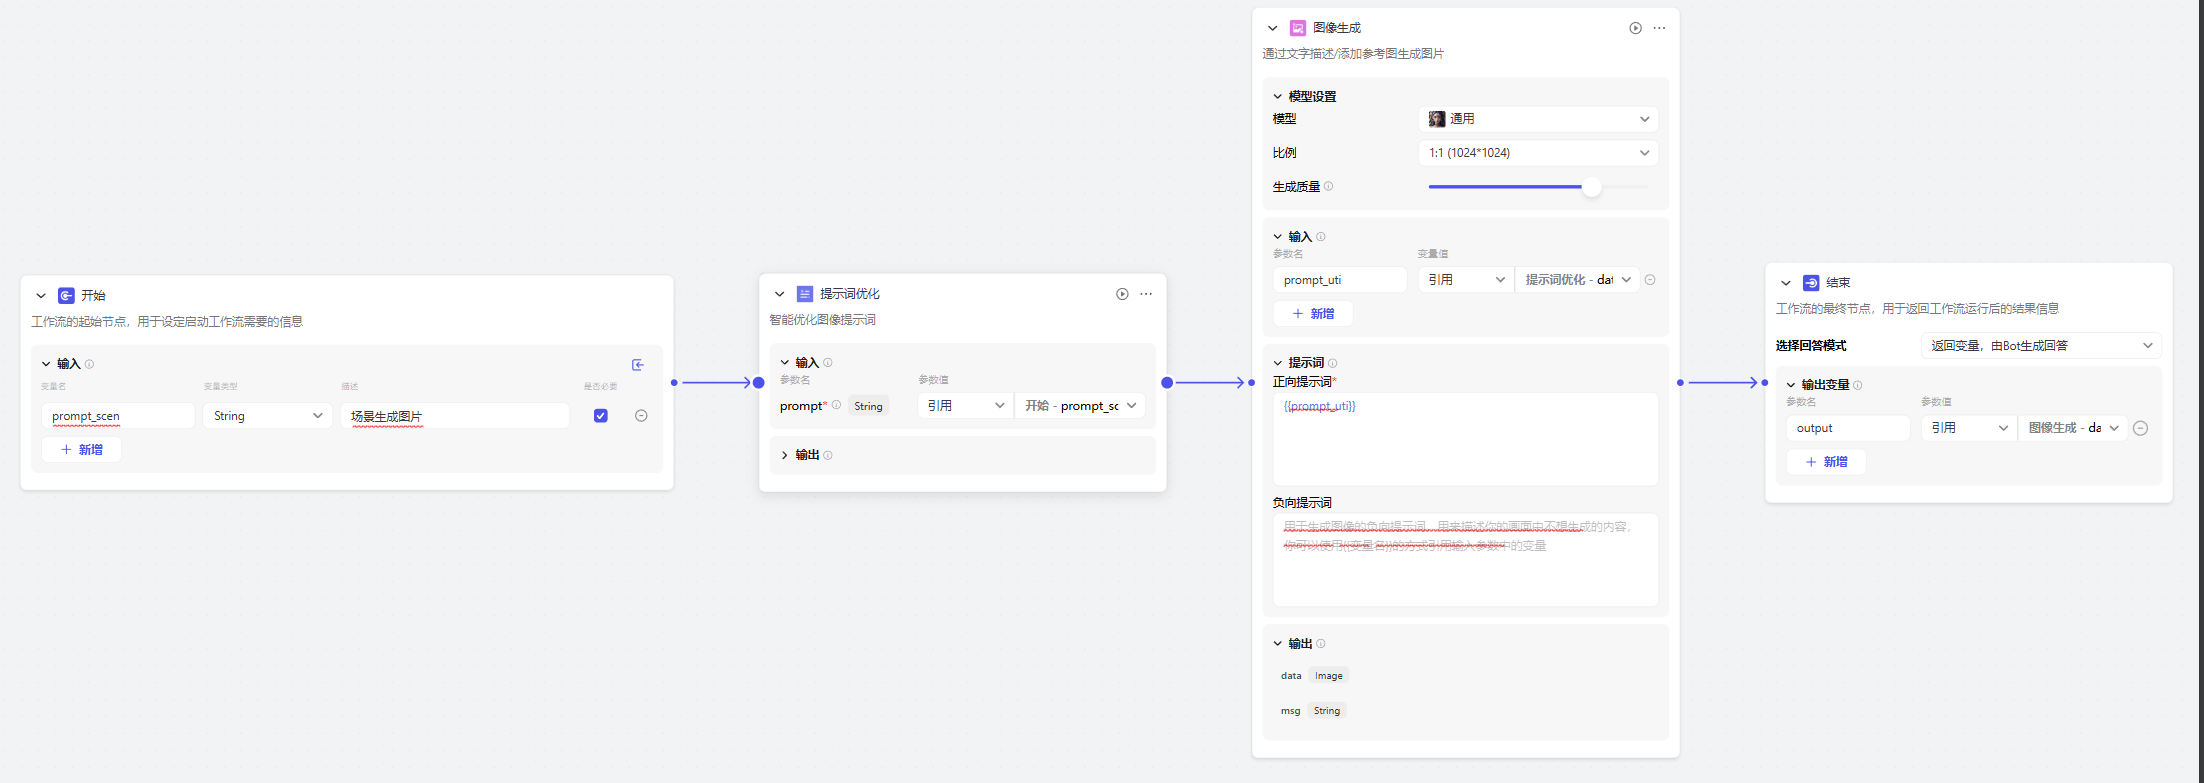 开始
工作流的起始节点，用于设定启动工作流需要的信息
输入
变量名 变量类型 描述 是否必要
prompt_scen String 场景生成图片
新增
提示词优化
智能优化图像提示词
输入
参数名 参数值
prompt* String 引用 开始 - prompt_sc
输出
图像生成
通过文字描述/添加参考图生成图片
模型设置
模型 通用
比例 1:1 (1024*1024)
生成质量
输入
参数名 变量值
prompt_uti 引用 提示词优化 - dat
新增
提示词
正向提示词*
{{prompt_uti}}
负向提示词
用于生成图像的负向提示词，用来描述你的画面中不想生成的内容，
你可以使用{{变量名}}的方式引用输入参数中的变量
输出
data Image
msg String
结束
工作流的最终节点，用于返回工作流运行后的结果信息
选择回答模式 返回变量，由Bot生成回答
输出变量
参数名 参数值
output 引用 图像生成 - da
新增